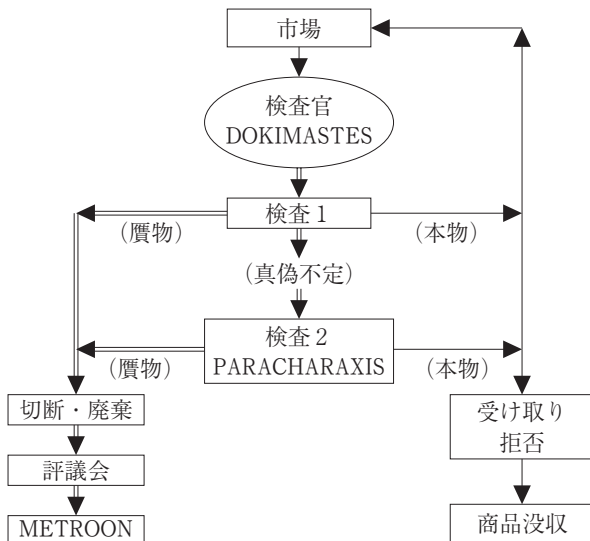 市場
検査官
DOKIMASTES
検査1
(贋物)
(本物)
(真偽不定)
検査2
PARACHARAXIS
(贋物)
(本物)
切断・廃棄
受け取り
拒否
評議会
METROON
商品没収